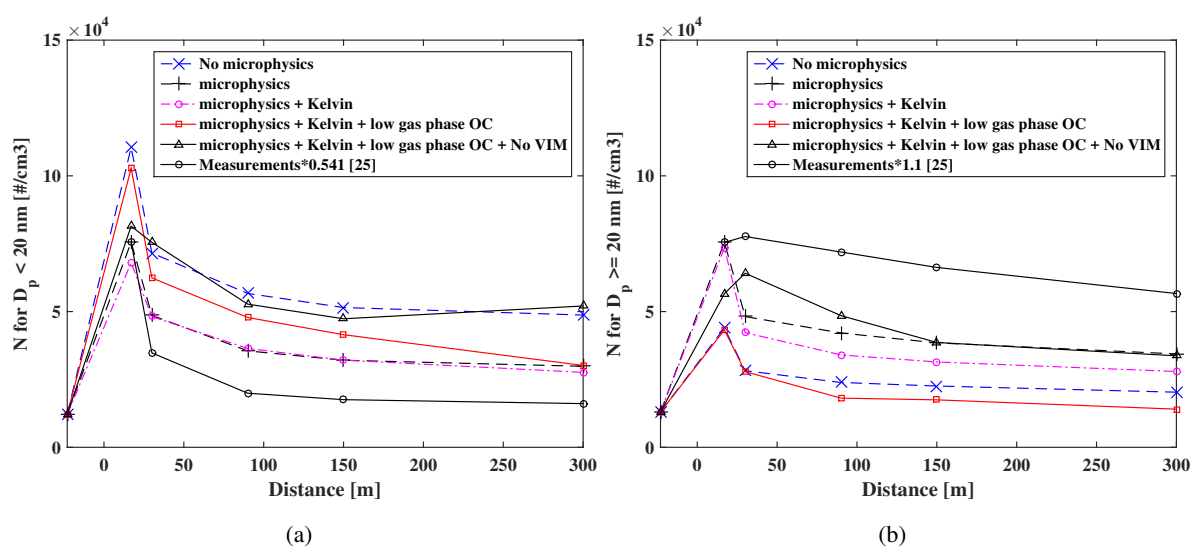 ×10⁴
15
10
5
0
N for D_p < 20 nm [#/cm3]
No microphysics
microphysics
microphysics + Kelvin
microphysics + Kelvin + low gas phase OC
microphysics + Kelvin + low gas phase OC + No VIM
Measurements*0.541 [25]
0 50 100 150 200 250 300
Distance [m]
(a)
×10⁴
15
10
5
0
N for D_p >= 20 nm [#/cm3]
No microphysics
microphysics
microphysics + Kelvin
microphysics + Kelvin + low gas phase OC
microphysics + Kelvin + low gas phase OC + No VIM
Measurements*1.1 [25]
0 50 100 150 200 250 300
Distance [m]
(b)